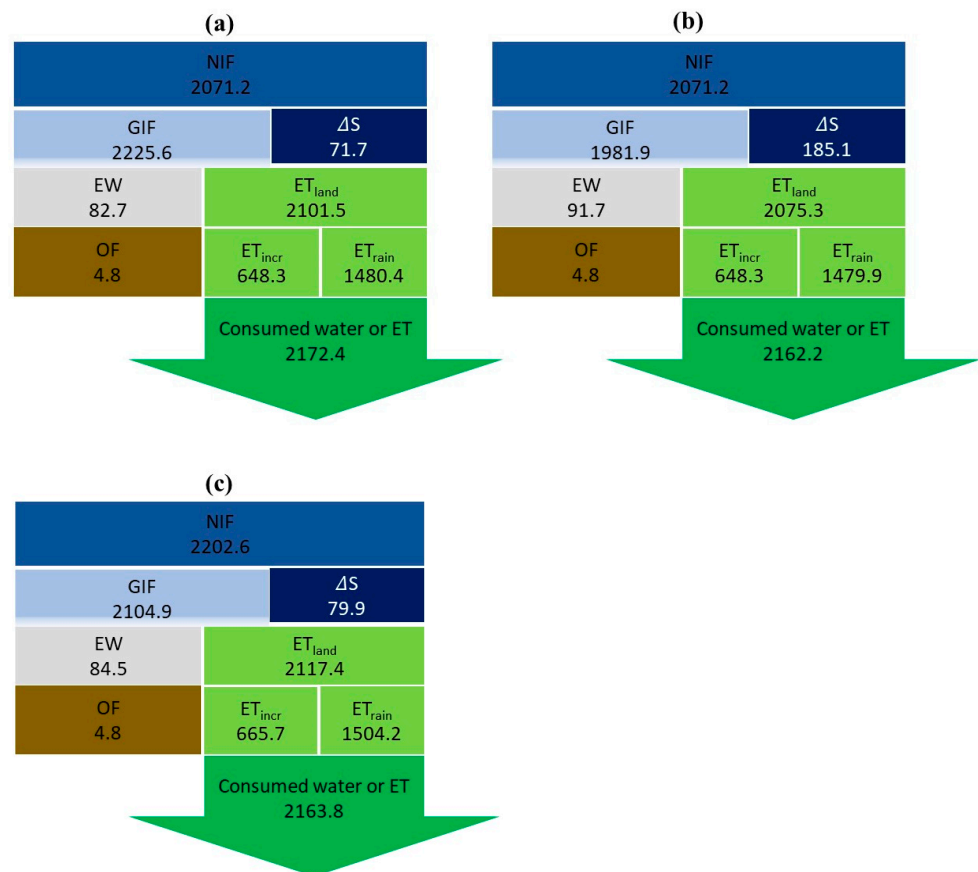 (a)
NIF
2071.2
GIF
2225.6
ΔS
71.7
EW
82.7
ETland
2101.5
OF
4.8
ETincr
648.3
ETrain
1480.4
Consumed water or ET
2172.4
(b)
NIF
2071.2
GIF
1981.9
ΔS
185.1
EW
91.7
ETland
2075.3
OF
4.8
ETincr
648.3
ETrain
1479.9
Consumed water or ET
2162.2
(c)
NIF
2202.6
GIF
2104.9
ΔS
79.9
EW
84.5
ETland
2117.4
OF
4.8
ETincr
665.7
ETrain
1504.2
Consumed water or ET
2163.8